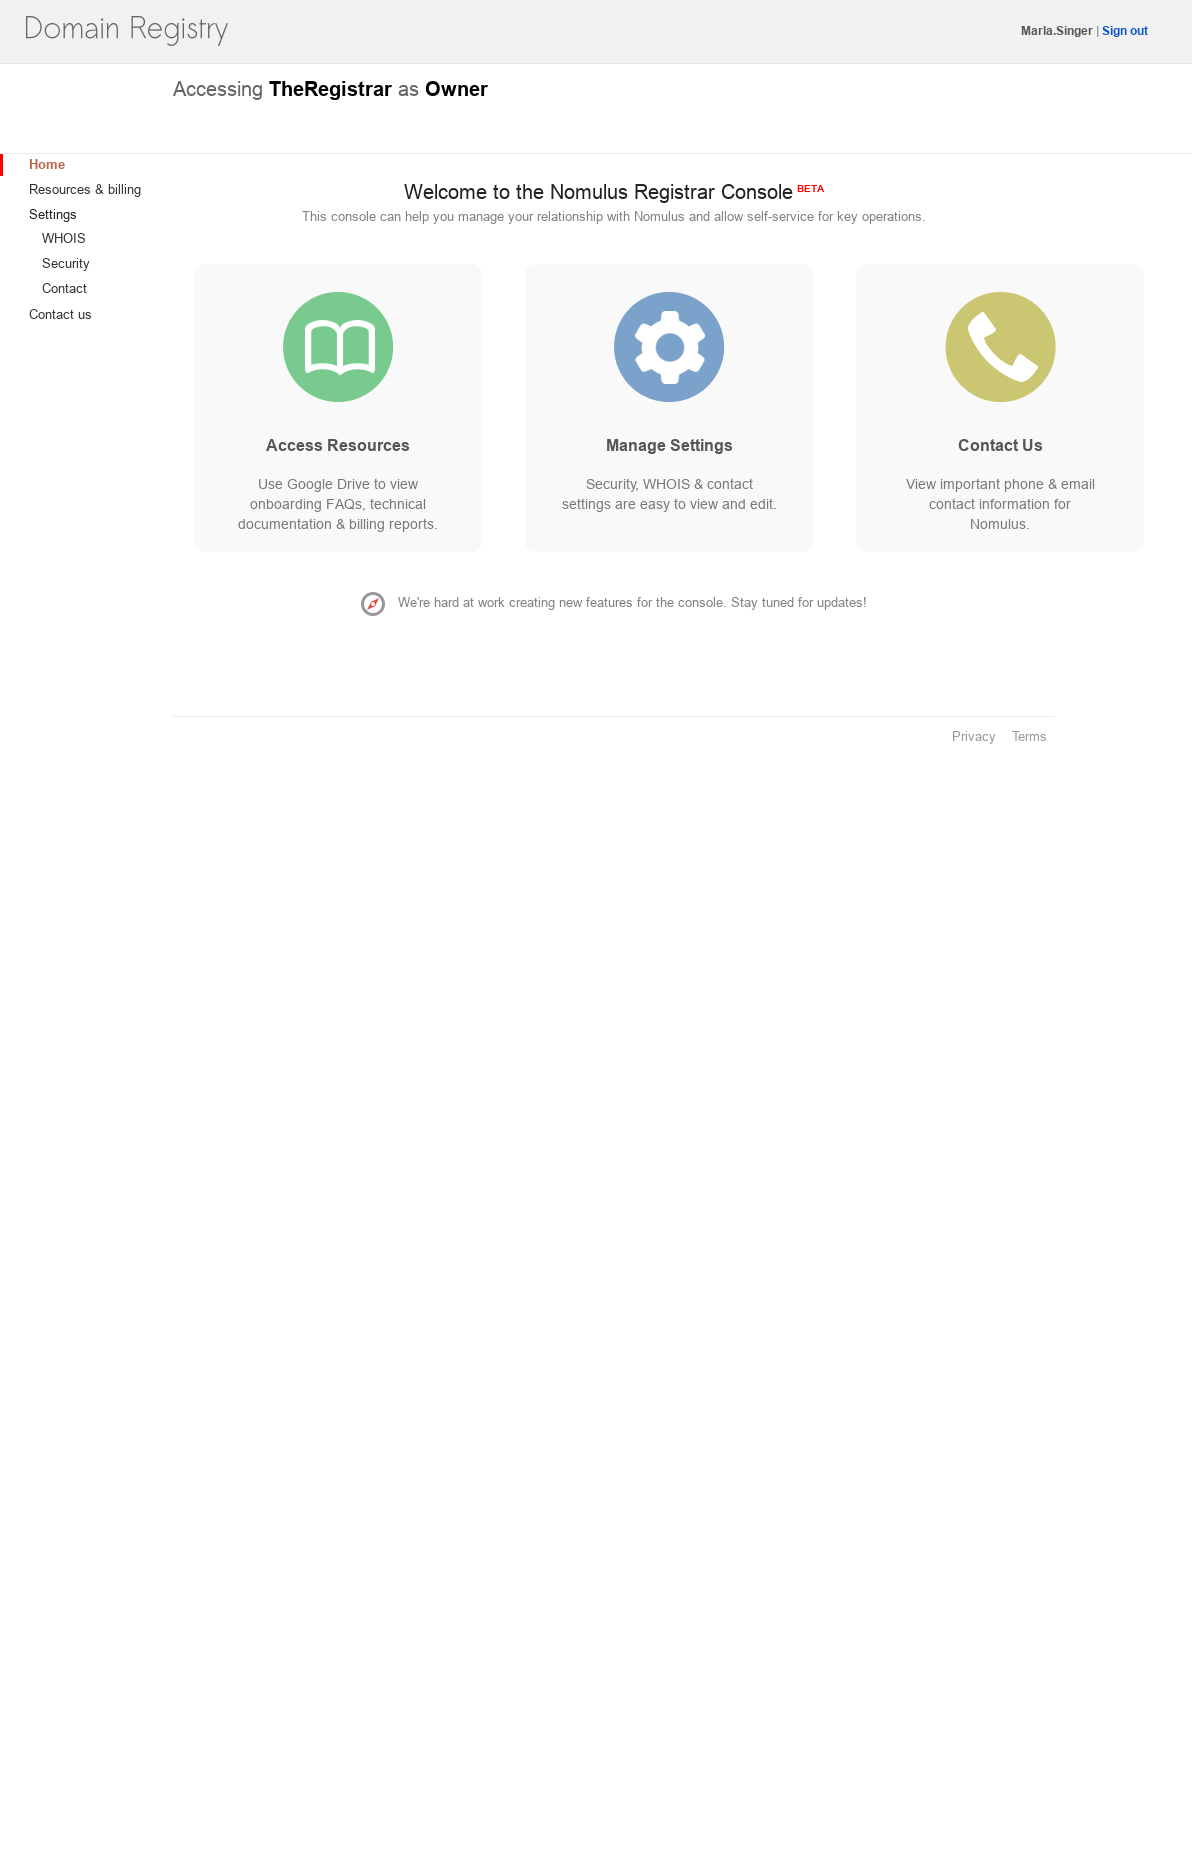 Domain Registry
Marla.Singer | Sign out
Accessing TheRegistrar as Owner
Home
Resources & billing
Settings
WHOIS
Security
Contact
Contact us
Welcome to the Nomulus Registrar Console BETA
This console can help you manage your relationship with Nomulus and allow self-service for key operations.
Access Resources
Use Google Drive to view
onboarding FAQs, technical
documentation & billing reports.
Manage Settings
Security, WHOIS & contact
settings are easy to view and edit.
Contact Us
View important phone & email
contact information for
Nomulus.
We're hard at work creating new features for the console. Stay tuned for updates!
Privacy Terms